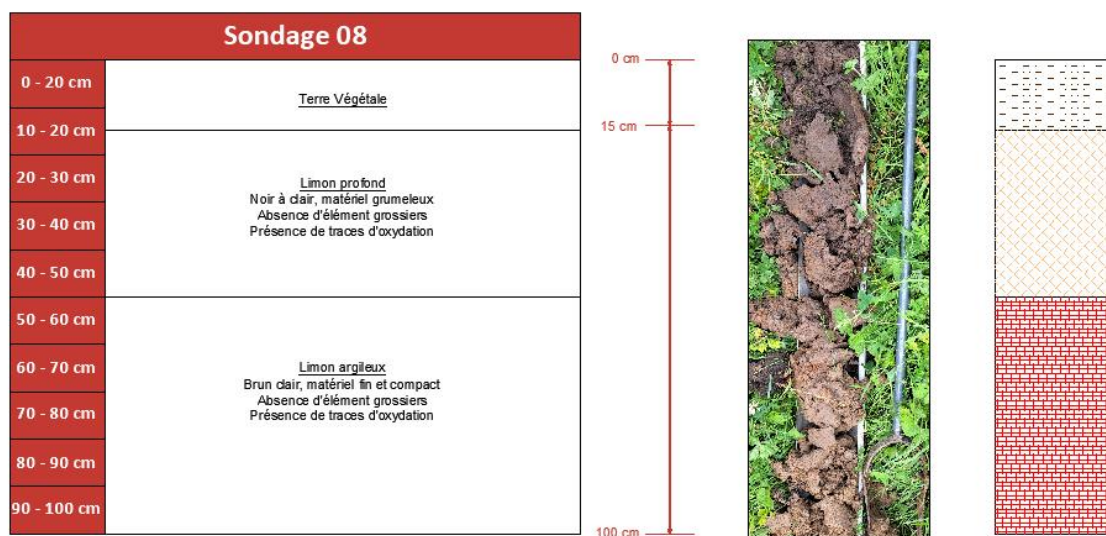 Sondage 08
0 - 20 cm
Terre Végétale
10 - 20 cm
20 - 30 cm
Limon profond
Noir à clair, matériel grumeleux
30 - 40 cm
Absence d'élément grossiers
Présence de traces d'oxydation
40 - 50 cm
50 - 60 cm
60 - 70 cm
Limon argileux
Brun clair, matériel fin et compact
70 - 80 cm
Absence d'élément grossiers
Présence de traces d'oxydation
80 - 90 cm
90 - 100 cm
0 cm
15 cm
100 cm